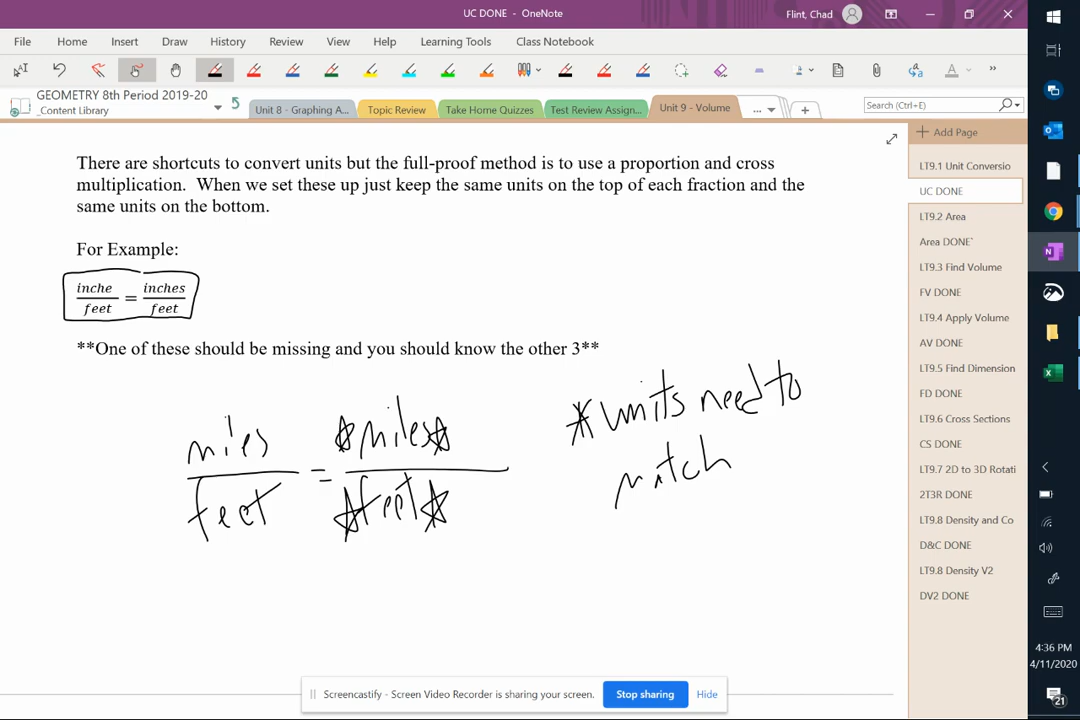 UC DONE - OneNote
Flint, Chad
File Home Insert Draw History Review View Help Learning Tools Class Notebook
GEOMETRY 8th Period 2019-20
_Content Library
Unit 8 - Graphing A...
Topic Review
Take Home Quizzes
Test Review Assign...
Unit 9 - Volume
...
Search (Ctrl+E)
There are shortcuts to convert units but the full-proof method is to use a proportion and cross
multiplication. When we set these up just keep the same units on the top of each fraction and the
same units on the bottom.
For Example:
inche / feet = inches / feet
**One of these should be missing and you should know the other 3**
miles / feet = *miles* / *feet*
*units need to
match
Add Page
LT9.1 Unit Conversio
UC DONE
LT9.2 Area
Area DONE`
LT9.3 Find Volume
FV DONE
LT9.4 Apply Volume
AV DONE
LT9.5 Find Dimension
FD DONE
LT9.6 Cross Sections
CS DONE
LT9.7 2D to 3D Rotati
2T3R DONE
LT9.8 Density and Co
D&C DONE
LT9.8 Density V2
DV2 DONE
Screencastify - Screen Video Recorder is sharing your screen.
Stop sharing
Hide
4:36 PM
4/11/2020
21